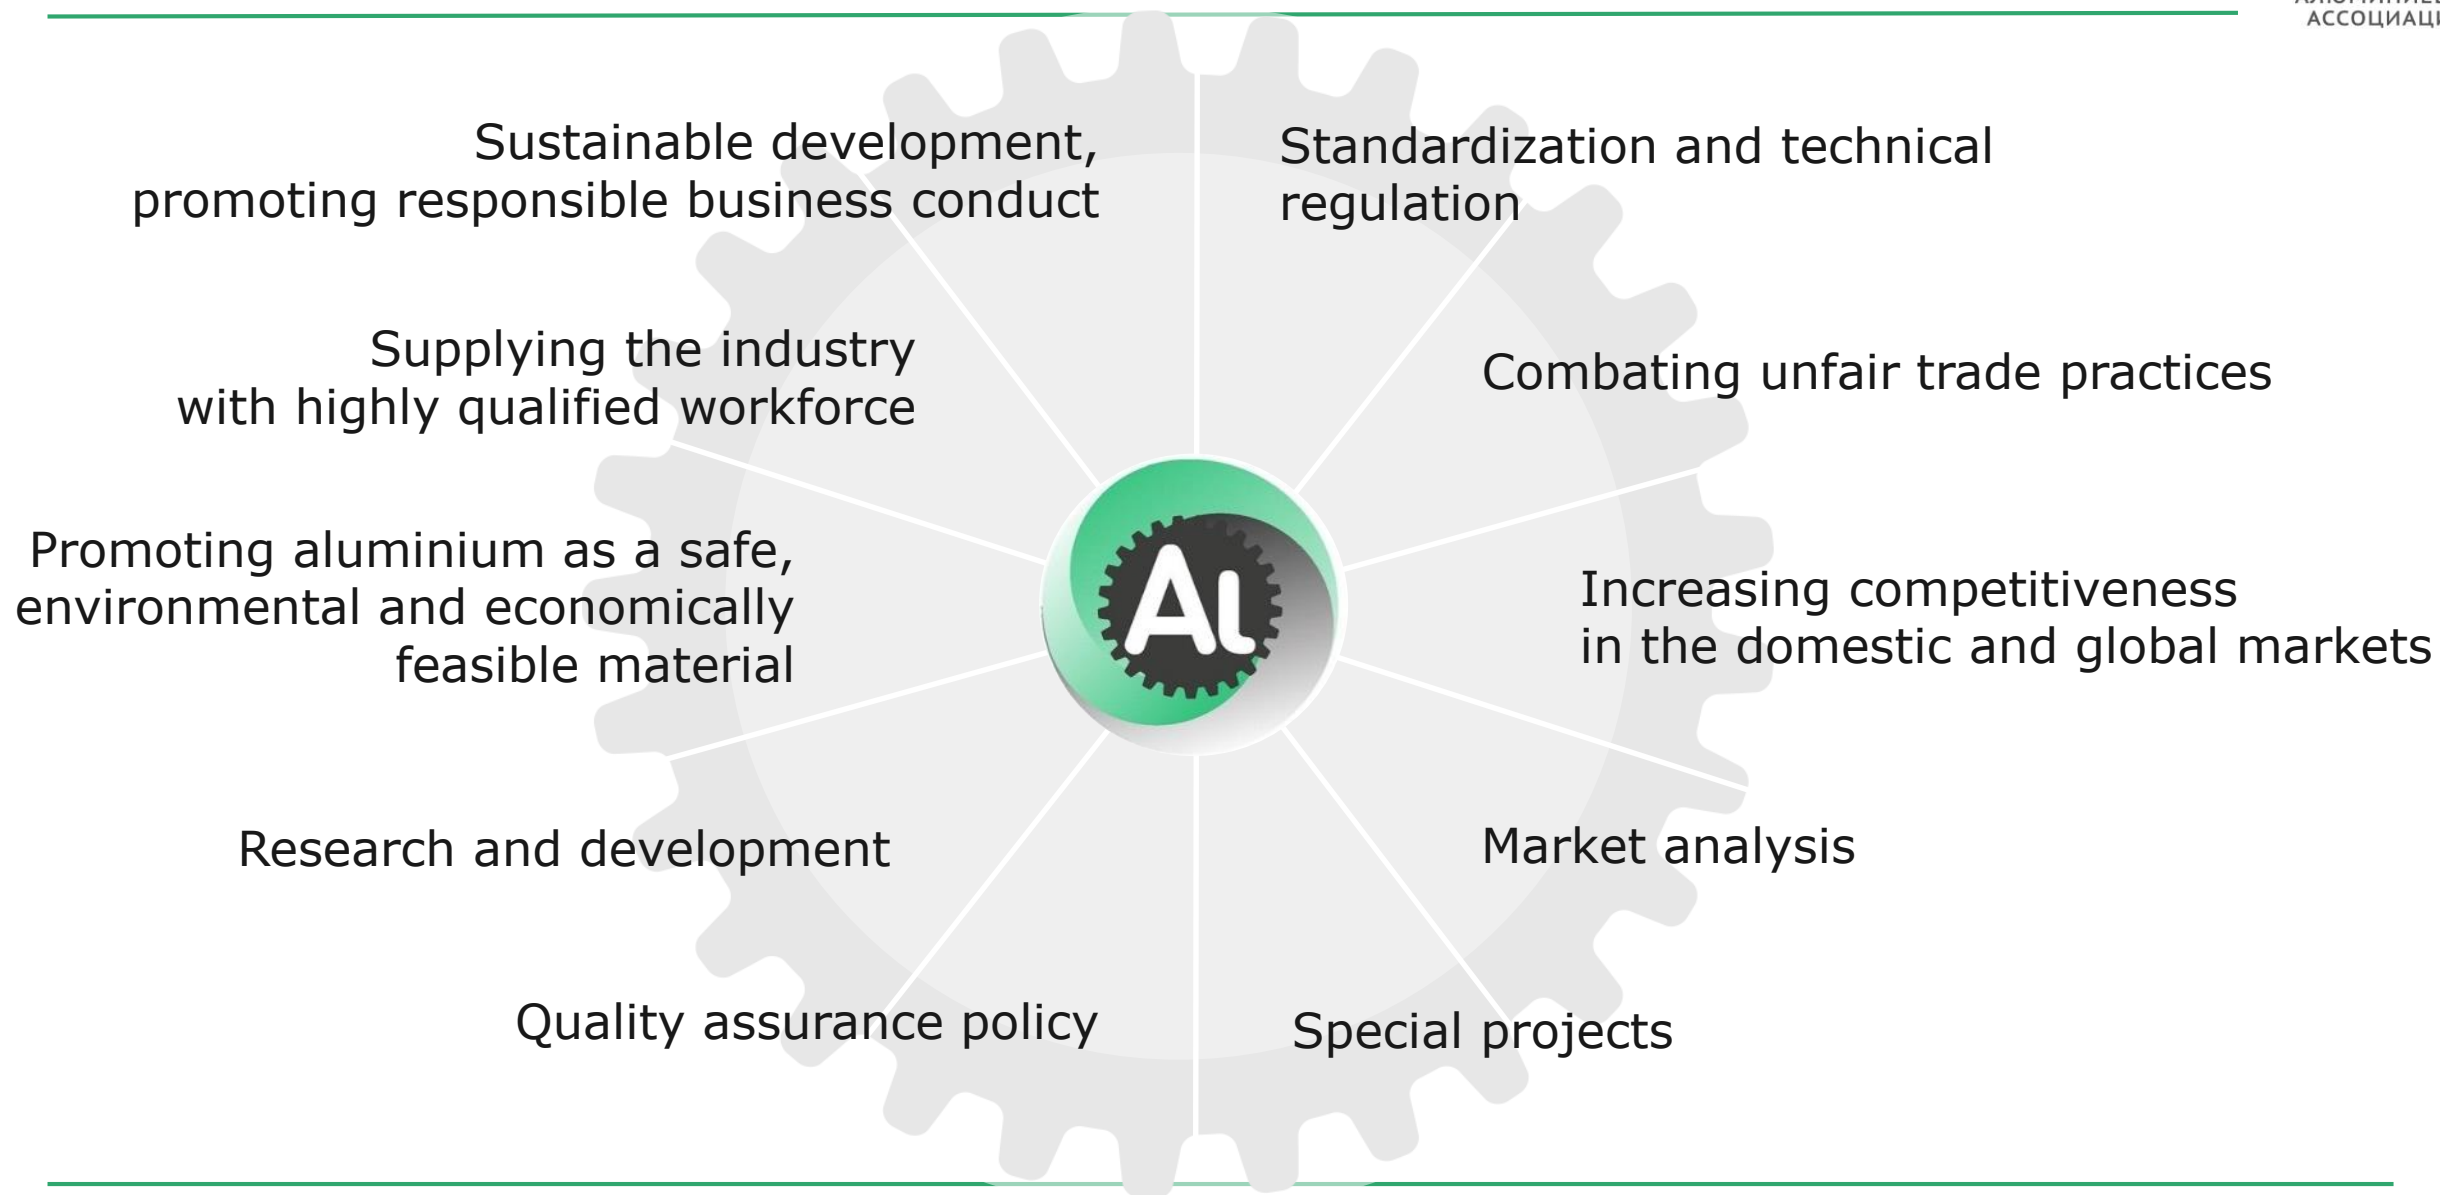 Sustainable development,
promoting responsible business conduct
Standardization and technical
regulation
Supplying the industry
with highly qualified workforce
Combating unfair trade practices
Promoting aluminium as a safe,
environmental and economically
feasible material
Al
Increasing competitiveness
in the domestic and global markets
Research and development
Market analysis
Quality assurance policy
Special projects